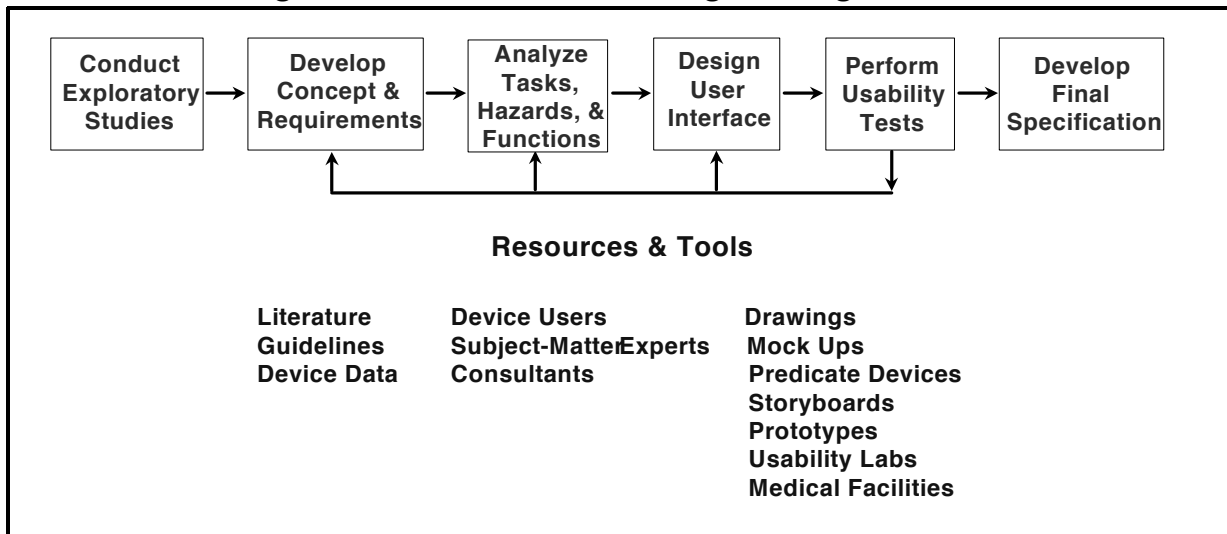 Conduct
Exploratory
Studies
Develop
Concept &
Requirements
Analyze
Tasks,
Hazards, &
Functions
Design
User
Interface
Perform
Usability
Tests
Develop
Final
Specification
Resources & Tools
Literature
Guidelines
Device Data
Device Users
Subject-MatterExperts
Consultants
Drawings
Mock Ups
Predicate Devices
Storyboards
Prototypes
Usability Labs
Medical Facilities